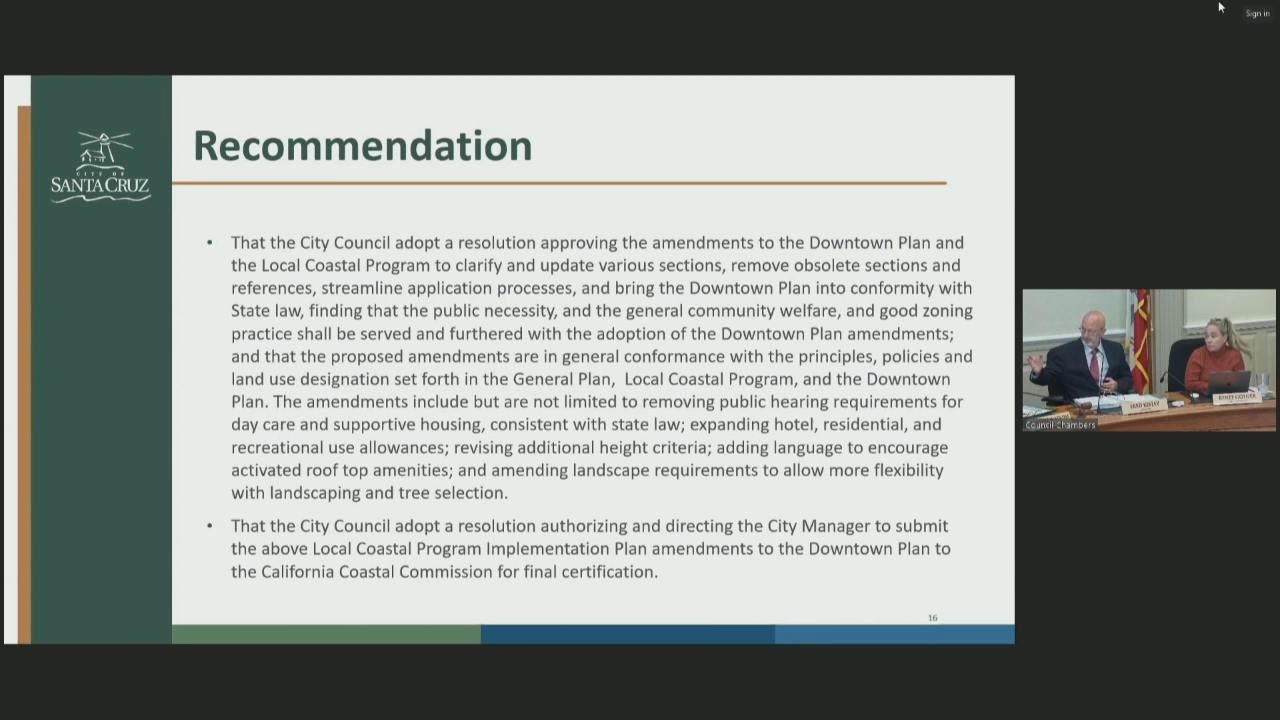 Sign in
CITY OF
SANTA CRUZ
Recommendation
• That the City Council adopt a resolution approving the amendments to the Downtown Plan and
the Local Coastal Program to clarify and update various sections, remove obsolete sections and
references, streamline application processes, and bring the Downtown Plan into conformity with
State law, finding that the public necessity, and the general community welfare, and good zoning
practice shall be served and furthered with the adoption of the Downtown Plan amendments;
and that the proposed amendments are in general conformance with the principles, policies and
land use designation set forth in the General Plan,  Local Coastal Program, and the Downtown
Plan. The amendments include but are not limited to removing public hearing requirements for
day care and supportive housing, consistent with state law; expanding hotel, residential, and
recreational use allowances; revising additional height criteria; adding language to encourage
activated roof top amenities; and amending landscape requirements to allow more flexibility
with landscaping and tree selection.
• That the City Council adopt a resolution authorizing and directing the City Manager to submit
the above Local Coastal Program Implementation Plan amendments to the Downtown Plan to
the California Coastal Commission for final certification.
16
Council Chambers